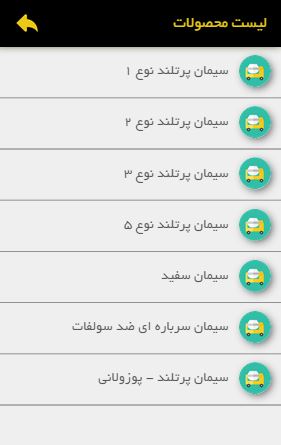 لیست محصولات
سیمان پرتلند نوع ۱
سیمان پرتلند نوع ۲
سیمان پرتلند نوع ۳
سیمان پرتلند نوع ۵
سیمان سفید
سیمان سرباره ای ضد سولفات
سیمان پرتلند - پوزولانی